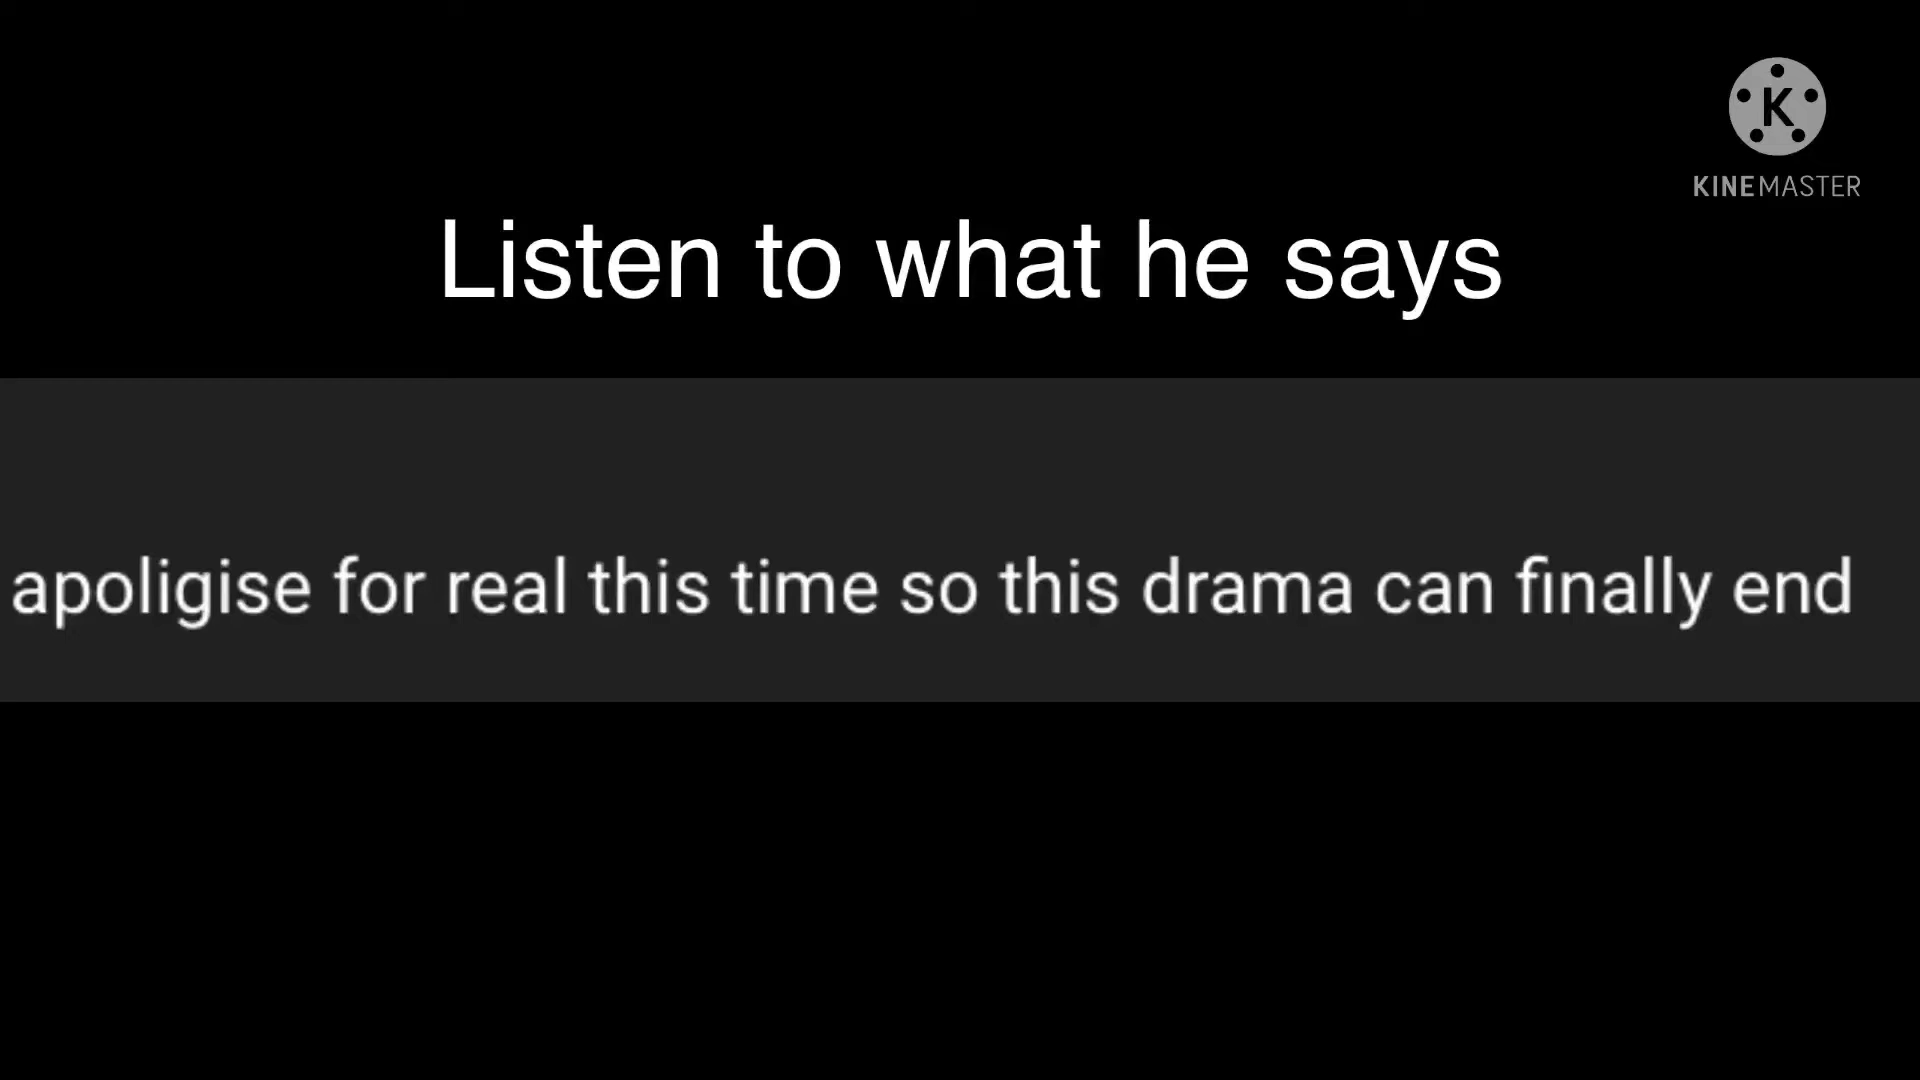 KINEMASTER
Listen to what he says
apoligise for real this time so this drama can finally end